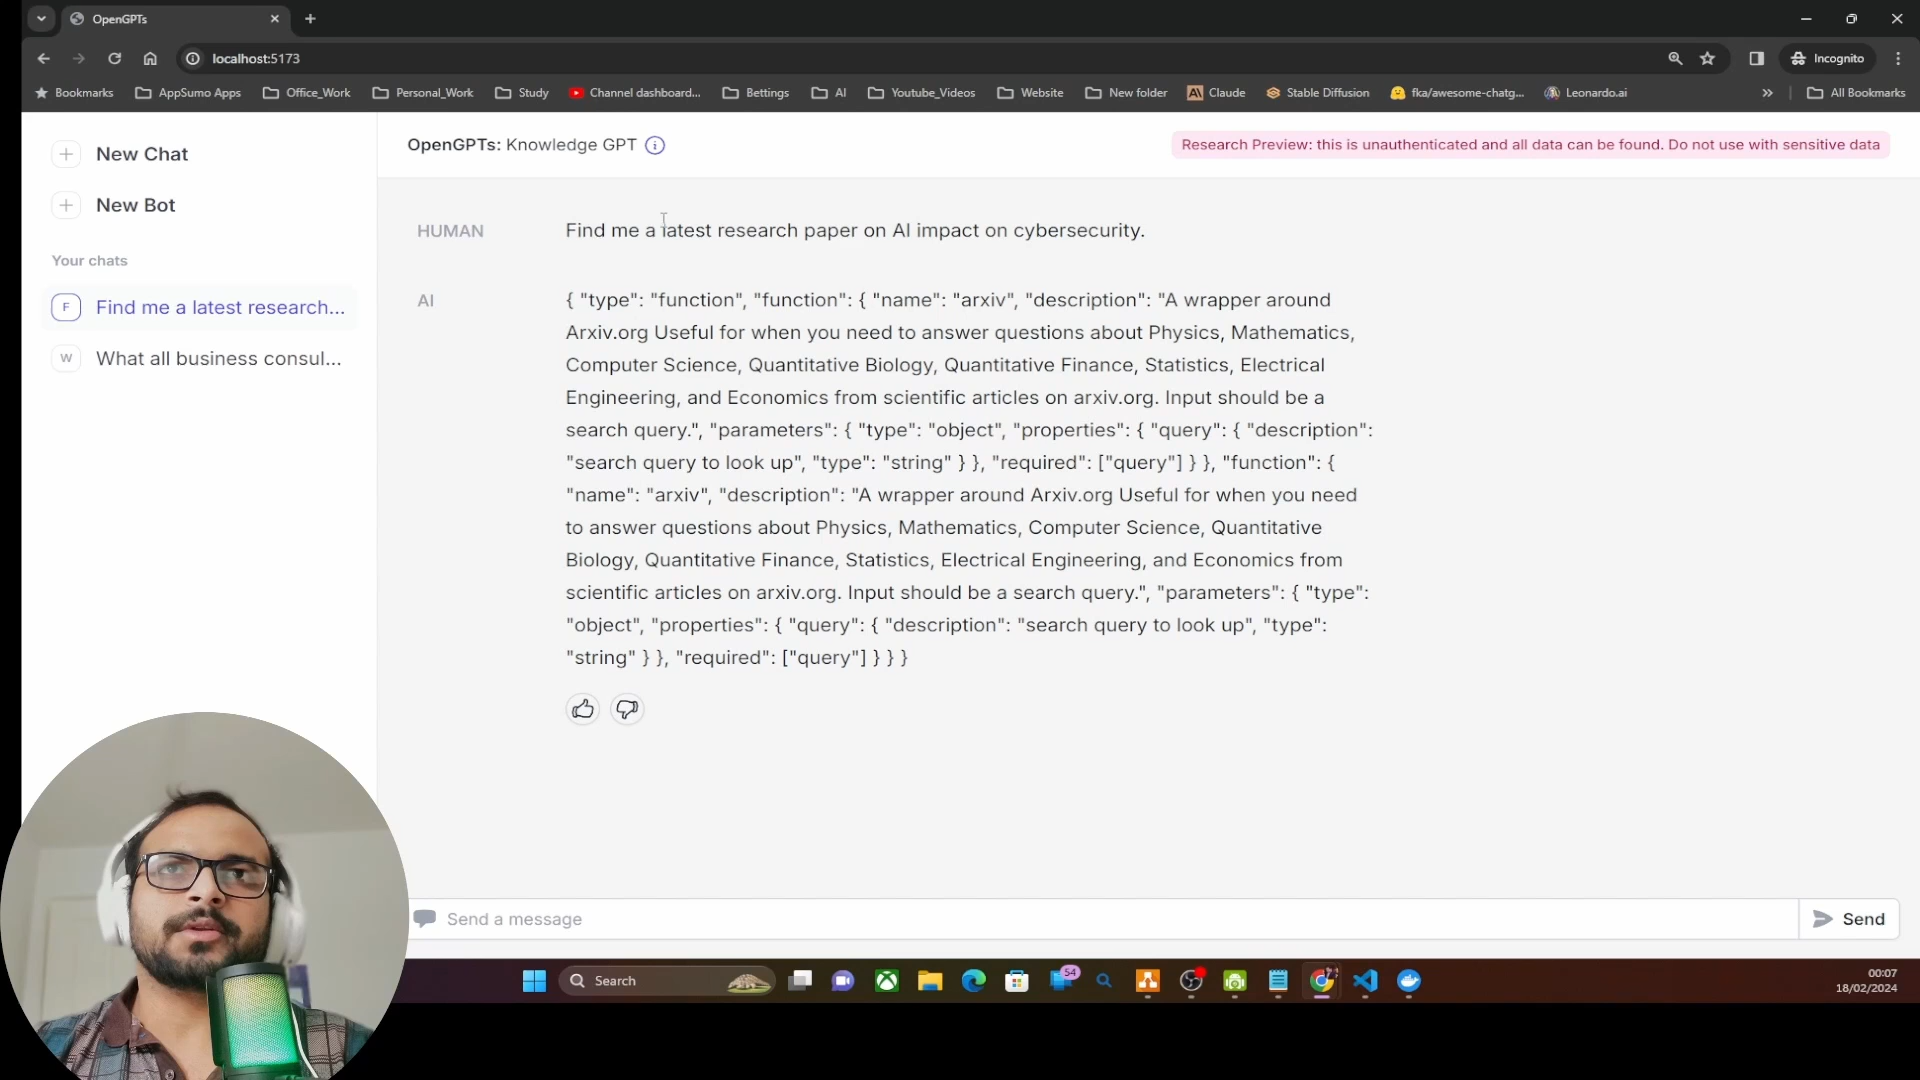 OpenGPTs
localhost:5173
Incognito
Bookmarks
AppSumo Apps
Office_Work
Personal_Work
Study
Channel dashboard...
Bettings
AI
Youtube_Videos
Website
New folder
Claude
Stable Diffusion
fka/awesome-chatg...
Leonardo.ai
All Bookmarks
New Chat
New Bot
Your chats
F
Find me a latest research...
W
What all business consul...
OpenGPTs: Knowledge GPT
Research Preview: this is unauthenticated and all data can be found. Do not use with sensitive data
HUMAN
Find me a latest research paper on AI impact on cybersecurity.
AI
{ "type": "function", "function": { "name": "arxiv", "description": "A wrapper around
Arxiv.org Useful for when you need to answer questions about Physics, Mathematics,
Computer Science, Quantitative Biology, Quantitative Finance, Statistics, Electrical
Engineering, and Economics from scientific articles on arxiv.org. Input should be a
search query.", "parameters": { "type": "object", "properties": { "query": { "description":
"search query to look up", "type": "string" } }, "required": ["query"] } }, "function": {
"name": "arxiv", "description": "A wrapper around Arxiv.org Useful for when you need
to answer questions about Physics, Mathematics, Computer Science, Quantitative
Biology, Quantitative Finance, Statistics, Electrical Engineering, and Economics from
scientific articles on arxiv.org. Input should be a search query.", "parameters": { "type":
"object", "properties": { "query": { "description": "search query to look up", "type":
"string" } }, "required": ["query"] } } }
Send a message
Send
Search
54
00:07
18/02/2024